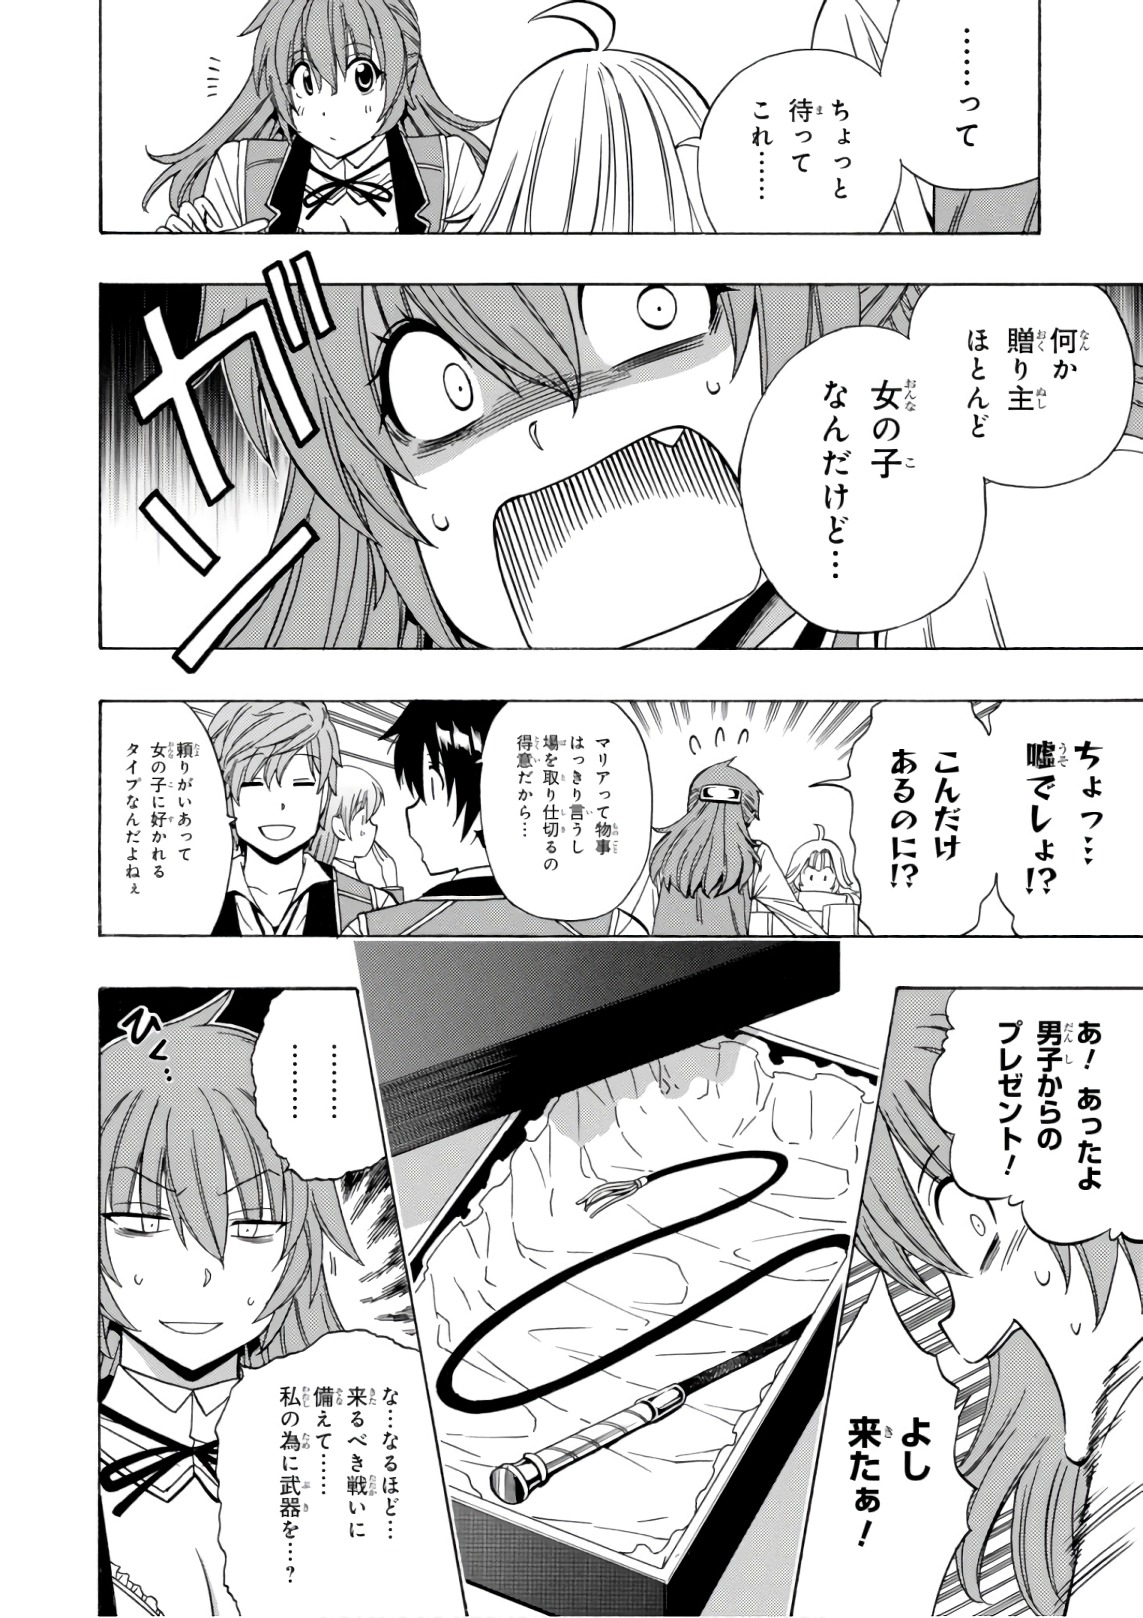 ……って
ちょっと
待って
これ……
何か
贈り主
ほとんど
女の子
なんだけど…
ガーン
ちょっ…
嘘でしょ!?
こんだけ
あるのに!?
マリアって物事
はっきり言うし
場を取り仕切るの
得意だから…
頼りがいあって
女の子に好かれる
タイプなんだよねぇ
あ！あったよ
男子からの
プレゼント！
よし
来たぁ！
………
………
ひく…
な…なるほど…
来るべき戦いに
備えて……
私の為に武器を…？